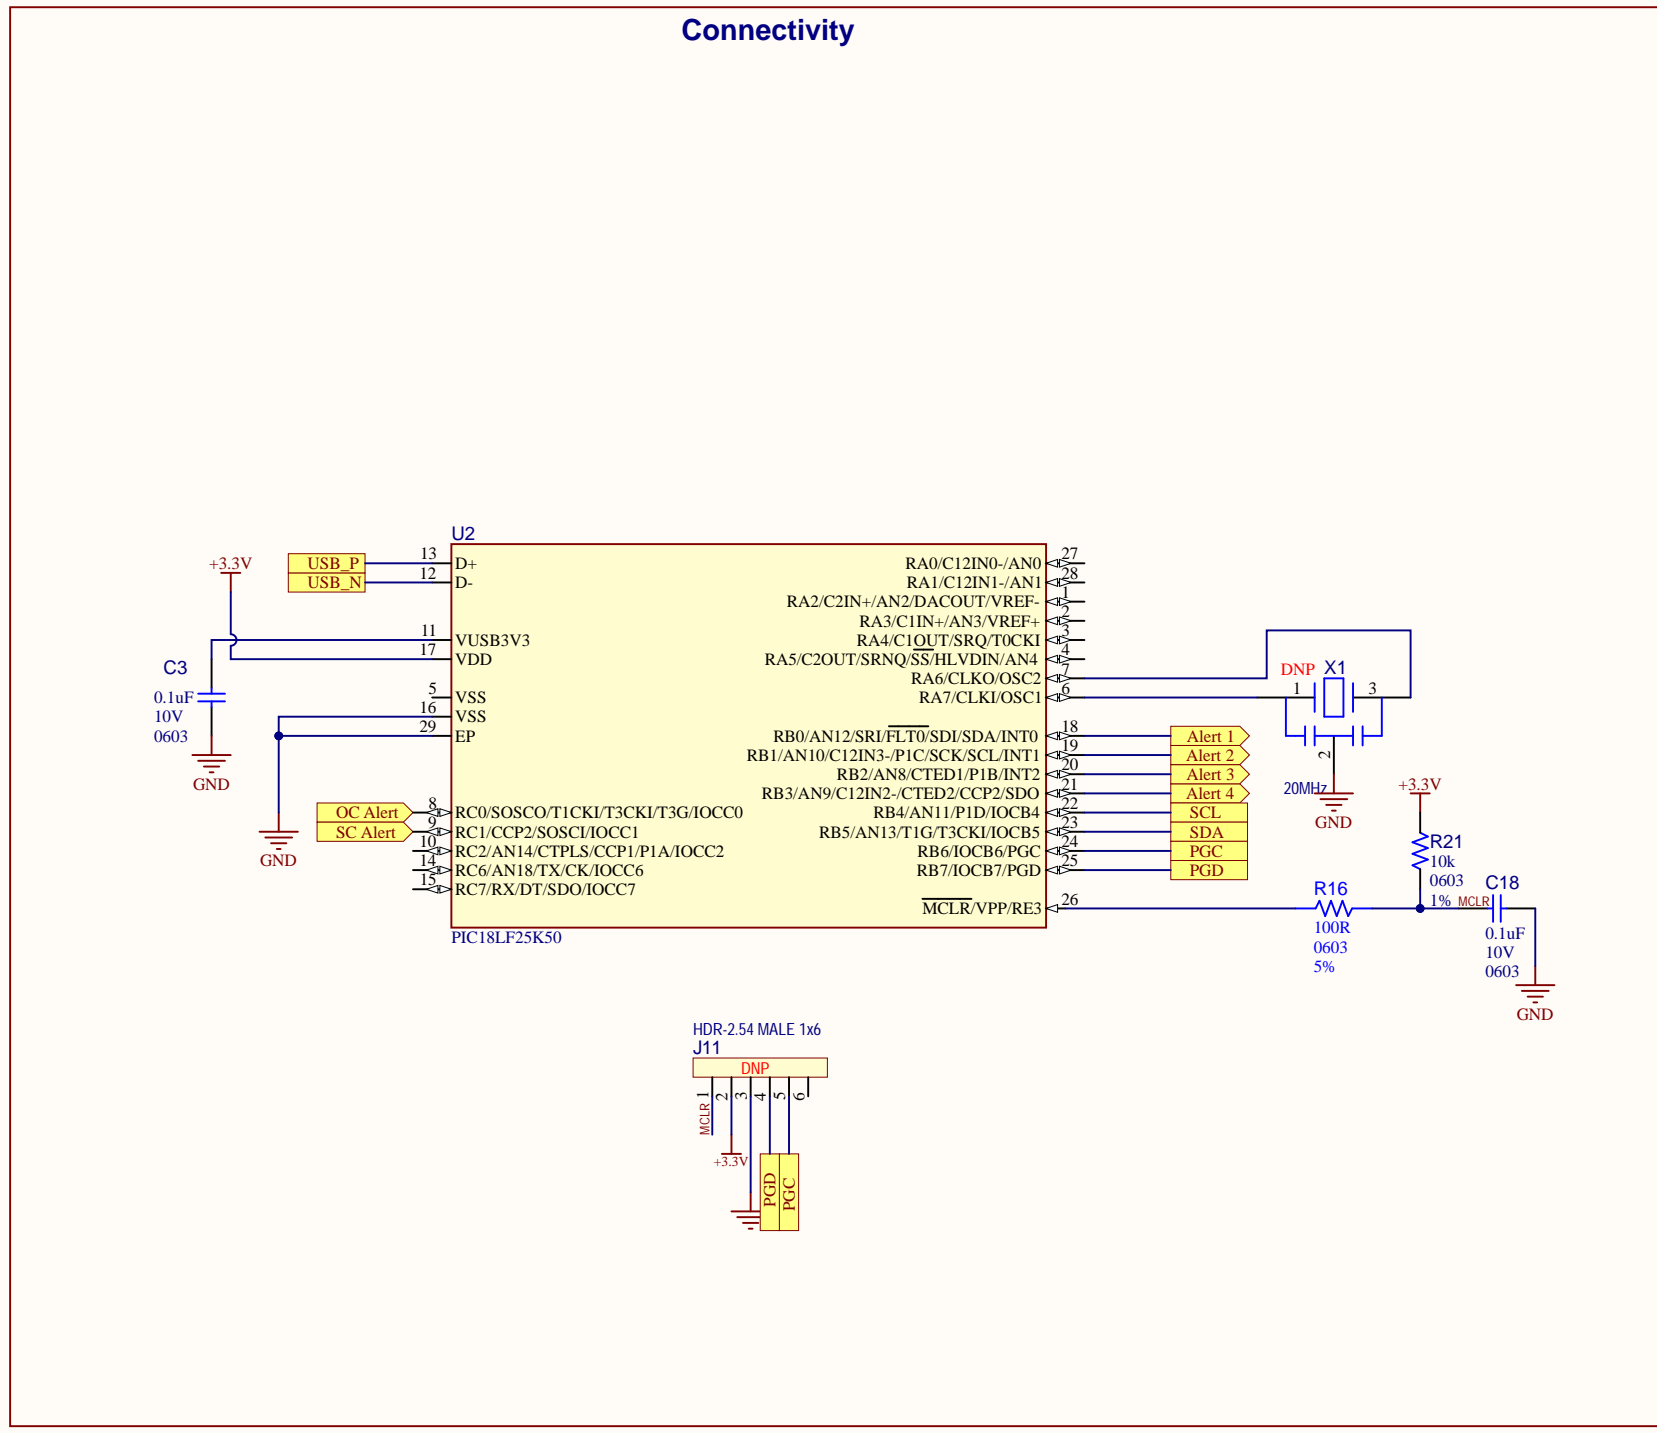 Connectivity
U2
+3.3V
USB_P
USB_N
13
12
D+
D-
11
17
VUSB3V3
VDD
C3
0.1uF
10V
0603
GND
5
16
29
VSS
VSS
EP
GND
OC Alert
SC Alert
8
9
10
14
15
RC0/SOSCO/T1CKI/T3CKI/T3G/IOCC0
RC1/CCP2/SOSCI/IOCC1
RC2/AN14/CTPLS/CCP1/P1A/IOCC2
RC6/AN18/TX/CK/IOCC6
RC7/RX/DT/SDO/IOCC7
PIC18LF25K50
RA0/C12IN0-/AN0 27
RA1/C12IN1-/AN1 28
RA2/C2IN+/AN2/DACOUT/VREF- 1
RA3/C1IN+/AN3/VREF+ 2
RA4/C1OUT/SRQ/T0CKI 3
RA5/C2OUT/SRNQ/SS/HLVDIN/AN4 4
RA6/CLKO/OSC2 7
RA7/CLKI/OSC1 6
RB0/AN12/SRI/FLT0/SDI/SDA/INT0 18 Alert 1
RB1/AN10/C12IN3-/P1C/SCK/SCL/INT1 19 Alert 2
RB2/AN8/CTED1/P1B/INT2 20 Alert 3
RB3/AN9/C12IN2-/CTED2/CCP2/SDO 21 Alert 4
RB4/AN11/P1D/IOCB4 22 SCL
RB5/AN13/T1G/T3CKI/IOCB5 23 SDA
RB6/IOCB6/PGC 24 PGC
RB7/IOCB7/PGD 25 PGD
MCLR/VPP/RE3 26
DNP X1
1 3
2
20MHz
GND
+3.3V
R21
10k
0603
1%
MCLR
R16
100R
0603
5%
C18
0.1uF
10V
0603
GND
HDR-2.54 MALE 1x6
J11
DNP
1 2 3 4 5 6
MCLR
+3.3V
PGD
PGC